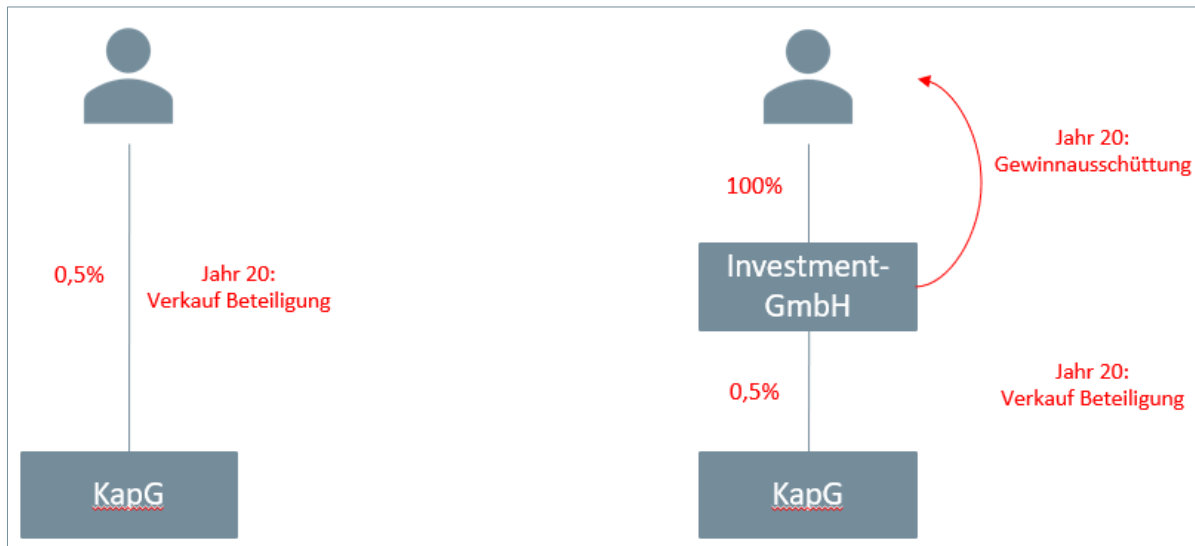 0,5%
Jahr 20:
Verkauf Beteiligung
KapG
Jahr 20:
Gewinnausschüttung
100%
Investment-
GmbH
0,5%
Jahr 20:
Verkauf Beteiligung
KapG